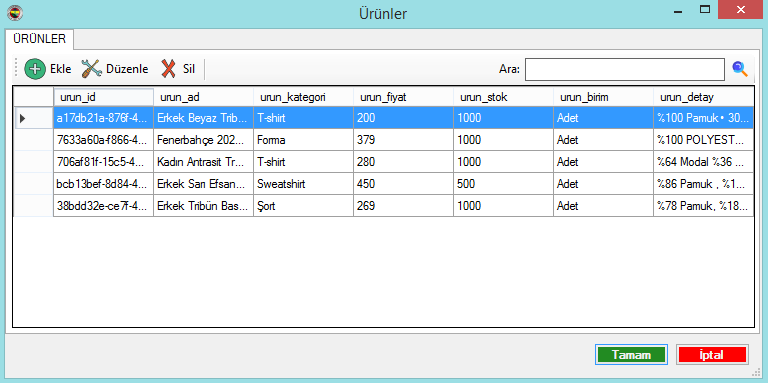 Ürünler
ÜRÜNLER
Ekle Düzenle Sil Ara:
urun_id urun_ad urun_kategori urun_fiyat urun_stok urun_birim urun_detay
a17db21a-876f-4... Erkek Beyaz Trib... T-shirt 200 1000 Adet %100 Pamuk• 30...
7633a60a-f866-4... Fenerbahçe 202... Forma 379 1000 Adet %100 POLYEST...
706af81f-15c5-4... Kadın Antrasit Tr... T-shirt 280 1000 Adet %64 Modal %36 ...
bcb13bef-8d84-4... Erkek Sarı Efsan... Sweatshirt 450 500 Adet %86 Pamuk , %1...
38bdd32e-ce7f-4... Erkek Tribün Bas... Şort 269 1000 Adet %78 Pamuk, %18...
Tamam İptal